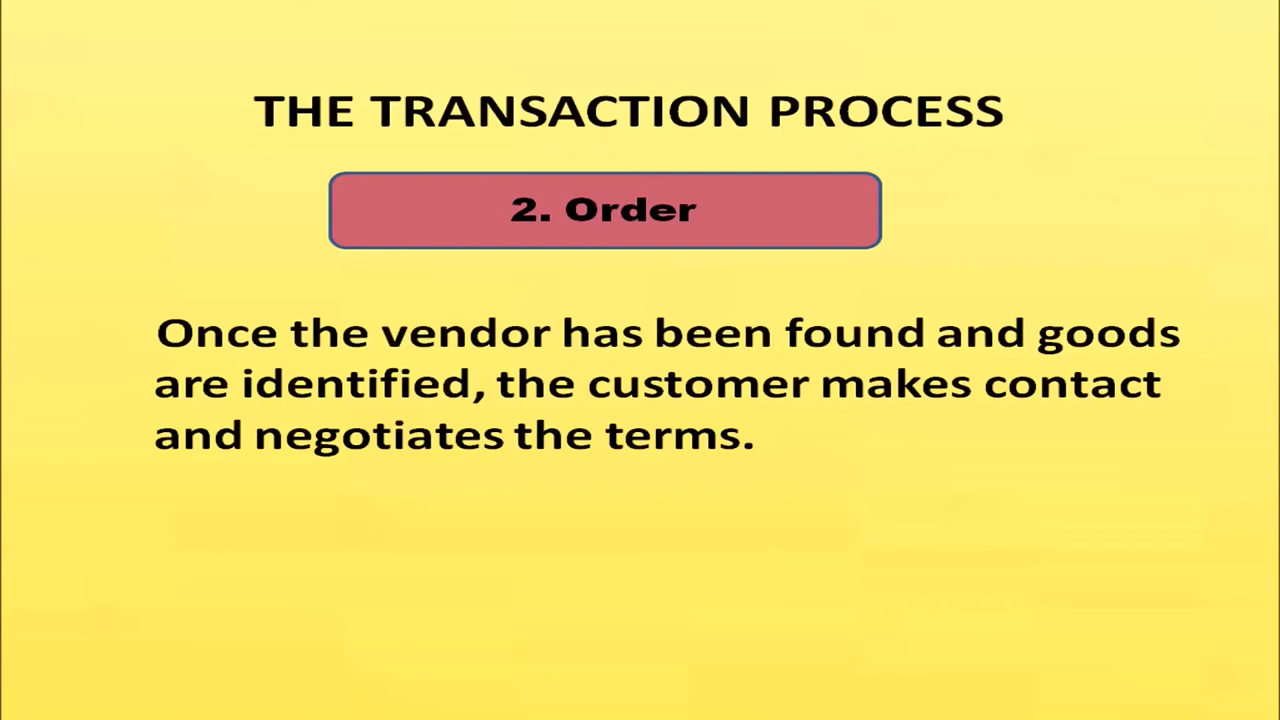 THE TRANSACTION PROCESS
2. Order
Once the vendor has been found and goods
are identified, the customer makes contact
and negotiates the terms.